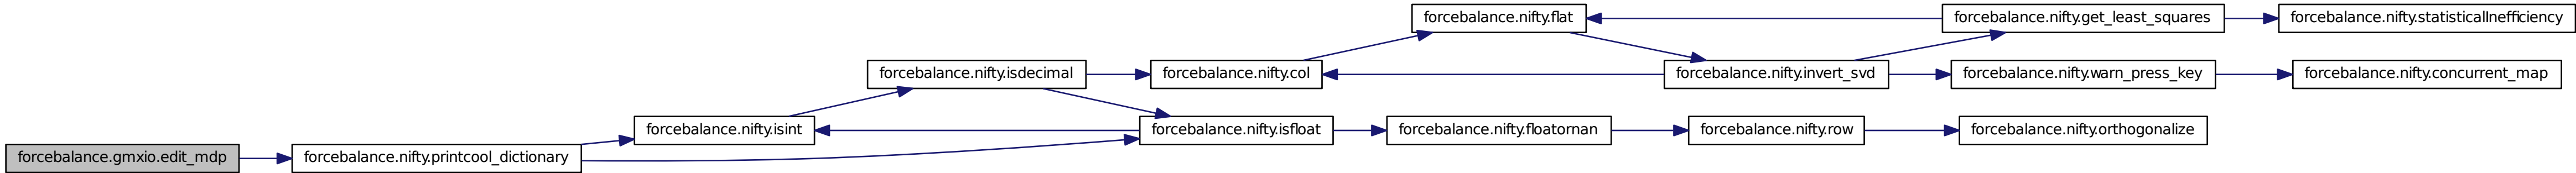 forcebalance.nifty.flat
forcebalance.nifty.get_least_squares
forcebalance.nifty.statisticalInefficiency
forcebalance.nifty.isdecimal
forcebalance.nifty.col
forcebalance.nifty.invert_svd
forcebalance.nifty.warn_press_key
forcebalance.nifty.concurrent_map
forcebalance.nifty.isint
forcebalance.nifty.isfloat
forcebalance.nifty.floatornan
forcebalance.nifty.row
forcebalance.nifty.orthogonalize
forcebalance.gmxio.edit_mdp
forcebalance.nifty.printcool_dictionary